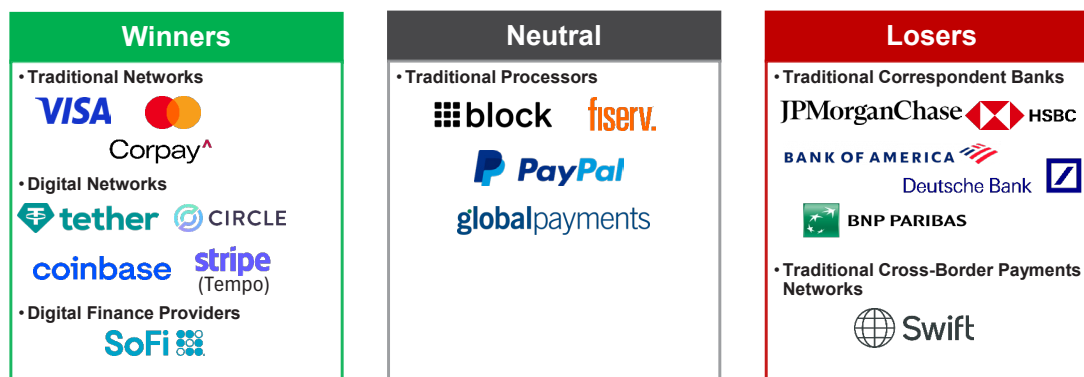 Winners
• Traditional Networks
VISA
Corpay^
• Digital Networks
tether CIRCLE
coinbase stripe
(Tempo)
• Digital Finance Providers
SoFi
Neutral
• Traditional Processors
block fiserv.
PayPal
globalpayments
Losers
• Traditional Correspondent Banks
JPMorganChase HSBC
BANK OF AMERICA
Deutsche Bank
BNP PARIBAS
• Traditional Cross-Border Payments
Networks
Swift